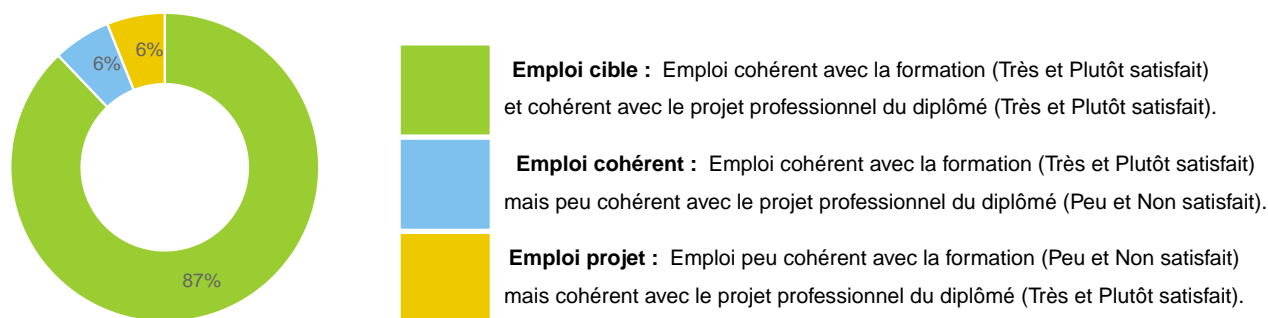 6%
6%
87%
Emploi cible : Emploi cohérent avec la formation (Très et Plutôt satisfait)
et cohérent avec le projet professionnel du diplômé (Très et Plutôt satisfait).
Emploi cohérent : Emploi cohérent avec la formation (Très et Plutôt satisfait)
mais peu cohérent avec le projet professionnel du diplômé (Peu et Non satisfait).
Emploi projet : Emploi peu cohérent avec la formation (Peu et Non satisfait)
mais cohérent avec le projet professionnel du diplômé (Très et Plutôt satisfait).